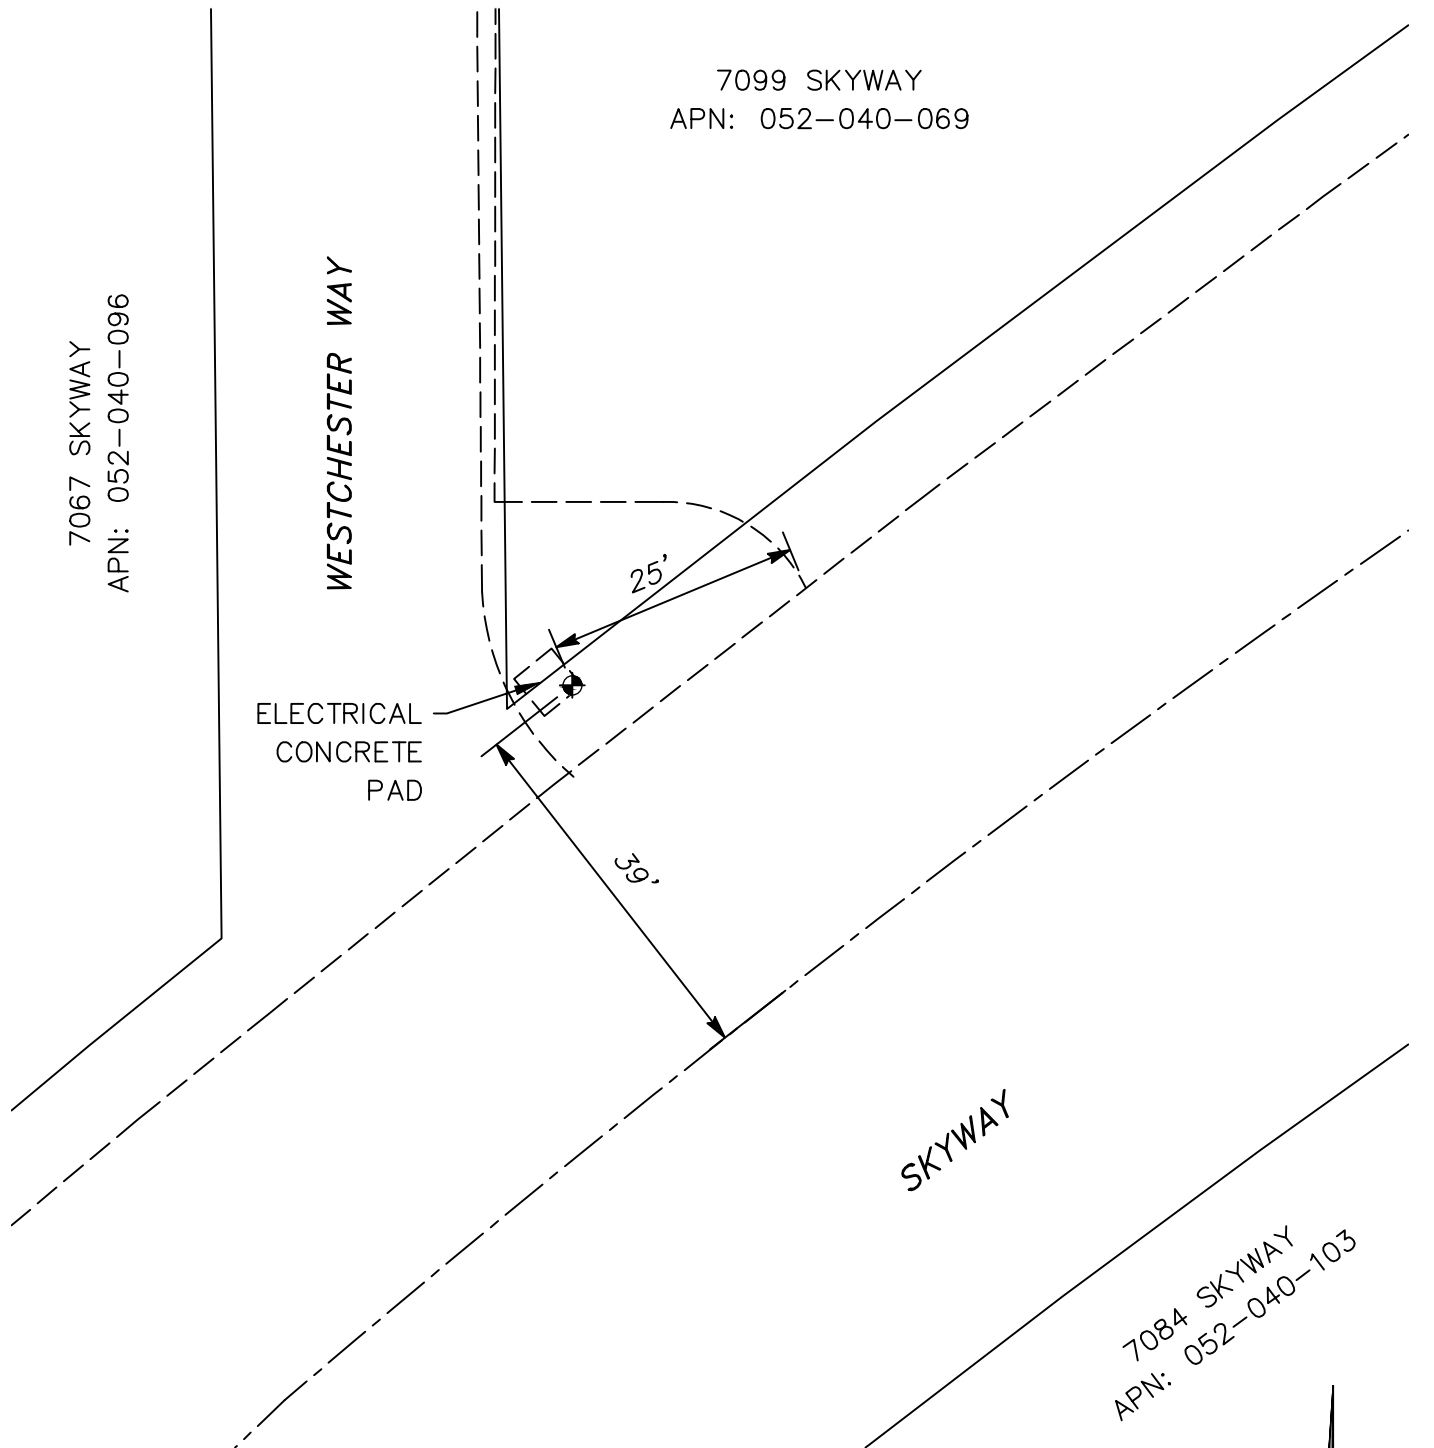 7099 SKYWAY
APN: 052-040-069
7067 SKYWAY
APN: 052-040-096
WESTCHESTER WAY
25'
ELECTRICAL
CONCRETE
PAD
39'
SKYWAY
7084 SKYWAY
APN: 052-040-103